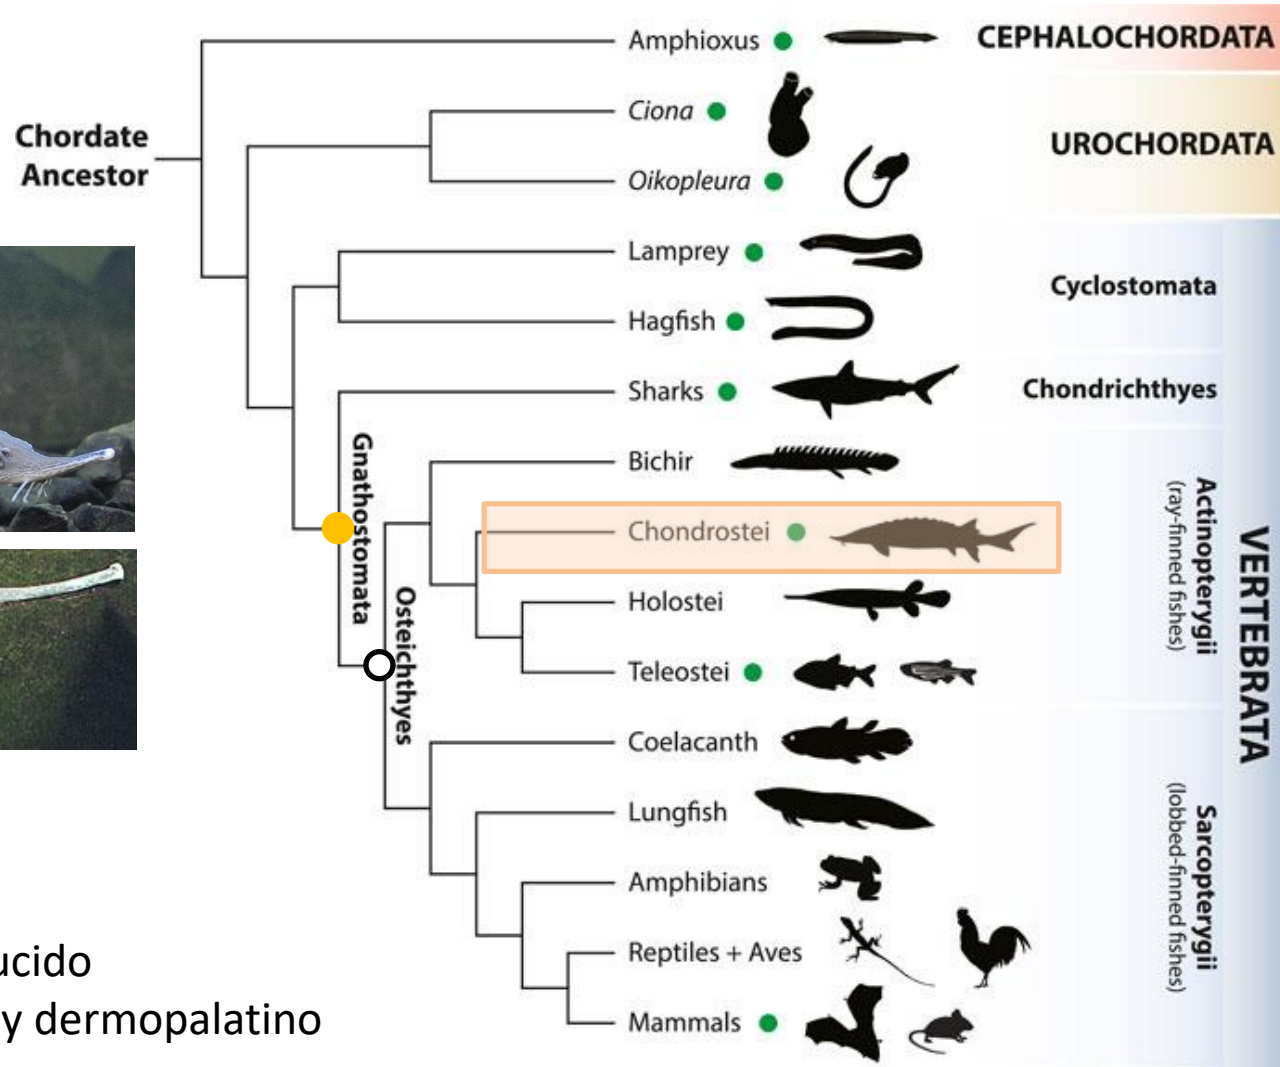 Amphioxus
CEPHALOCHORDATA
Chordate
Ancestor
Ciona
UROCHORDATA
Oikopleura
Lamprey
Cyclostomata
Hagfish
Sharks
Chondrichthyes
Gnathostomata
Bichir
Actinopterygii
(ray-finned fishes)
VERTEBRATA
Chondrostei
Osteichthyes
Holostei
Teleostei
Coelacanth
Sarcopterygii
(lobbed-finned fishes)
Lungfish
Amphibians
Reptiles + Aves
Mammals
ucido
y dermopalatino